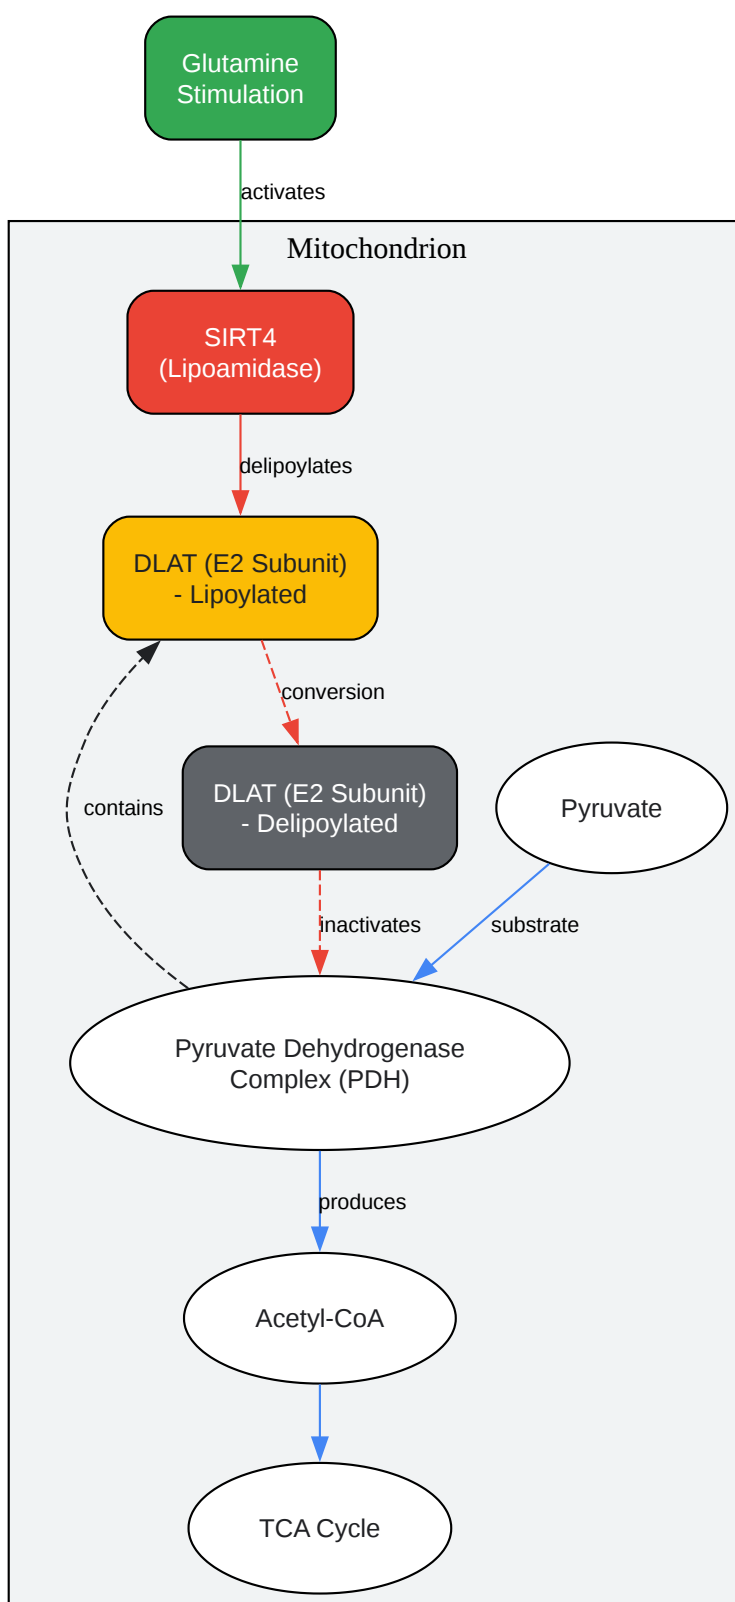 Glutamine
Stimulation
activates
Mitochondrion
SIRT4
(Lipoamidase)
delipoylates
DLAT (E2 Subunit)
- Lipoylated
conversion
DLAT (E2 Subunit)
- Delipoylated
Pyruvate
contains
inactivates
substrate
Pyruvate Dehydrogenase
Complex (PDH)
produces
Acetyl-CoA
TCA Cycle